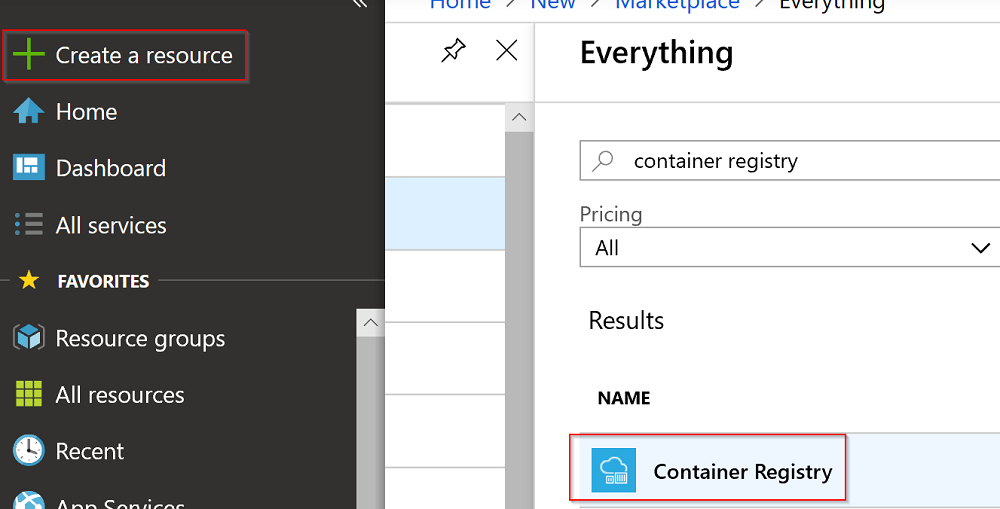 Create a resource
Home
Dashboard
All services
FAVORITES
Resource groups
All resources
Recent
App Services
Home > New > Marketplace > Everything
Everything
container registry
Pricing
All
Results
NAME
Container Registry